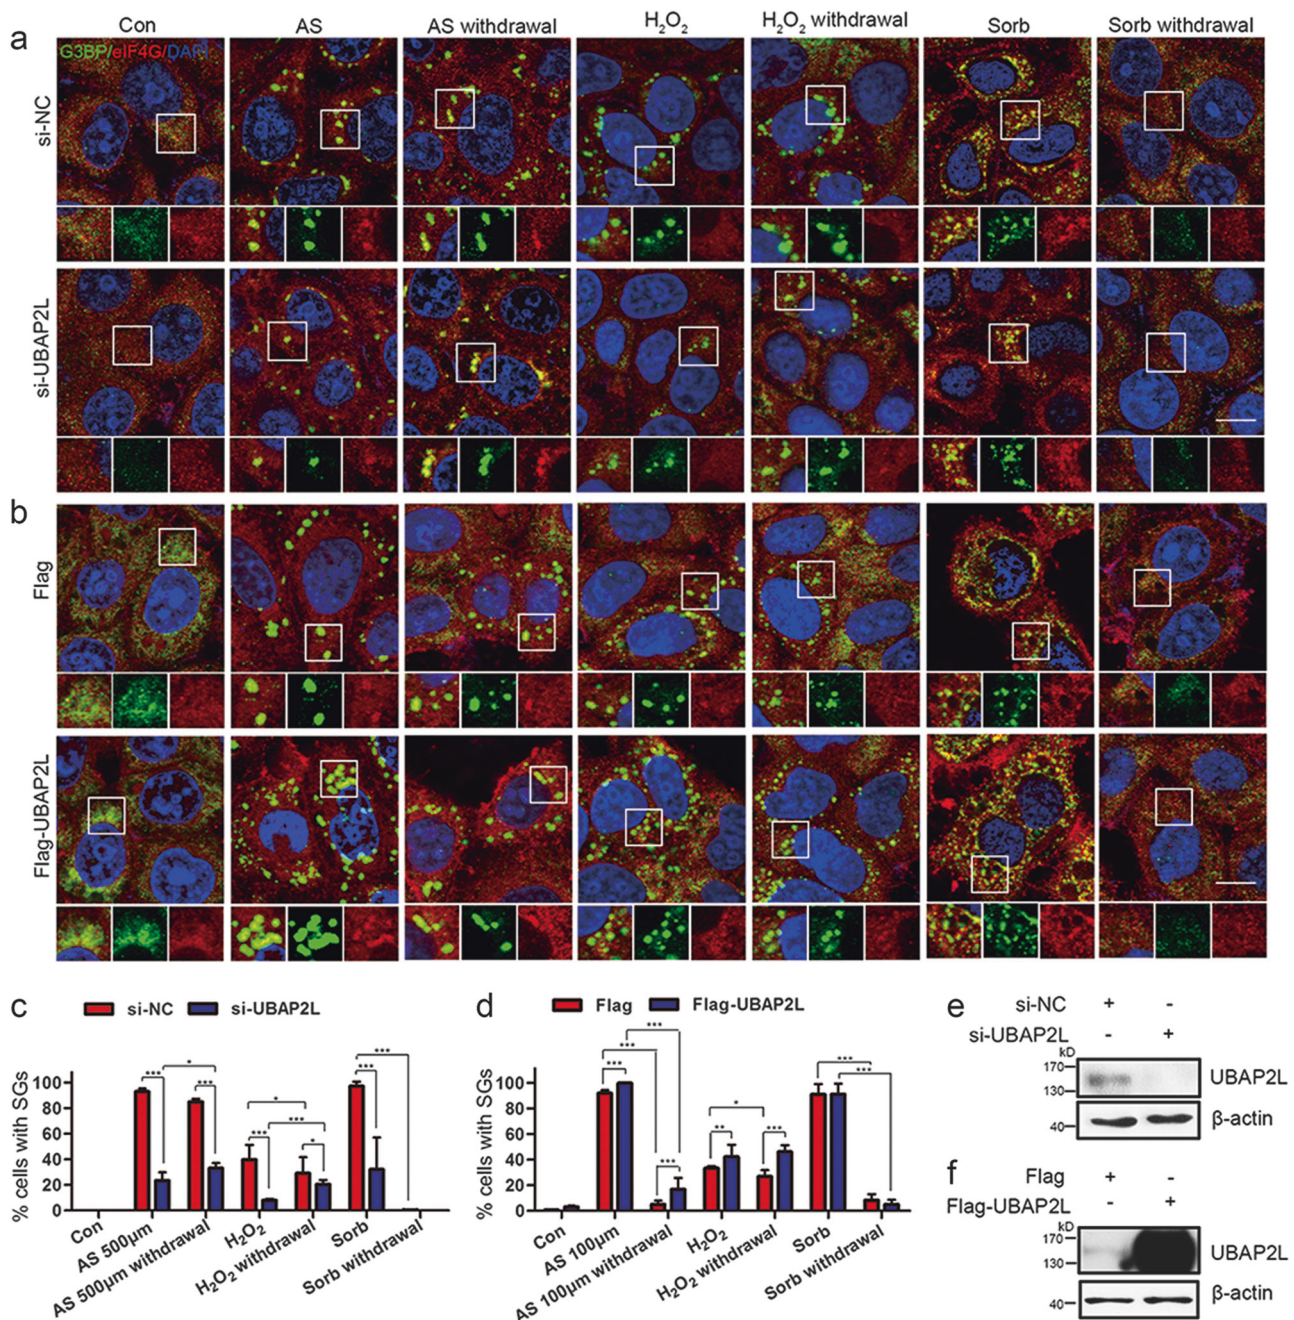 a
Con
AS
AS withdrawal
H₂O₂
H₂O₂ withdrawal
Sorb
Sorb withdrawal
G3BP/eIF4G/DAPI
si-NC
si-UBAP2L
b
Flag
Flag-UBAP2L
c
si-NC
si-UBAP2L
% cells with SGs
100
80
60
40
20
0
***
*
***
***
*
***
*
***
***
Con
AS 500μm
AS 500μm withdrawal
H₂O₂
H₂O₂ withdrawal
Sorb
Sorb withdrawal
d
Flag
Flag-UBAP2L
% cells with SGs
100
80
60
40
20
0
***
***
***
***
**
*
***
***
***
Con
AS 100μm
AS 100μm withdrawal
H₂O₂
H₂O₂ withdrawal
Sorb
Sorb withdrawal
e
si-NC + -
si-UBAP2L - +
kD
170
130
UBAP2L
40
β-actin
f
Flag + -
Flag-UBAP2L - +
kD
170
130
UBAP2L
40
β-actin